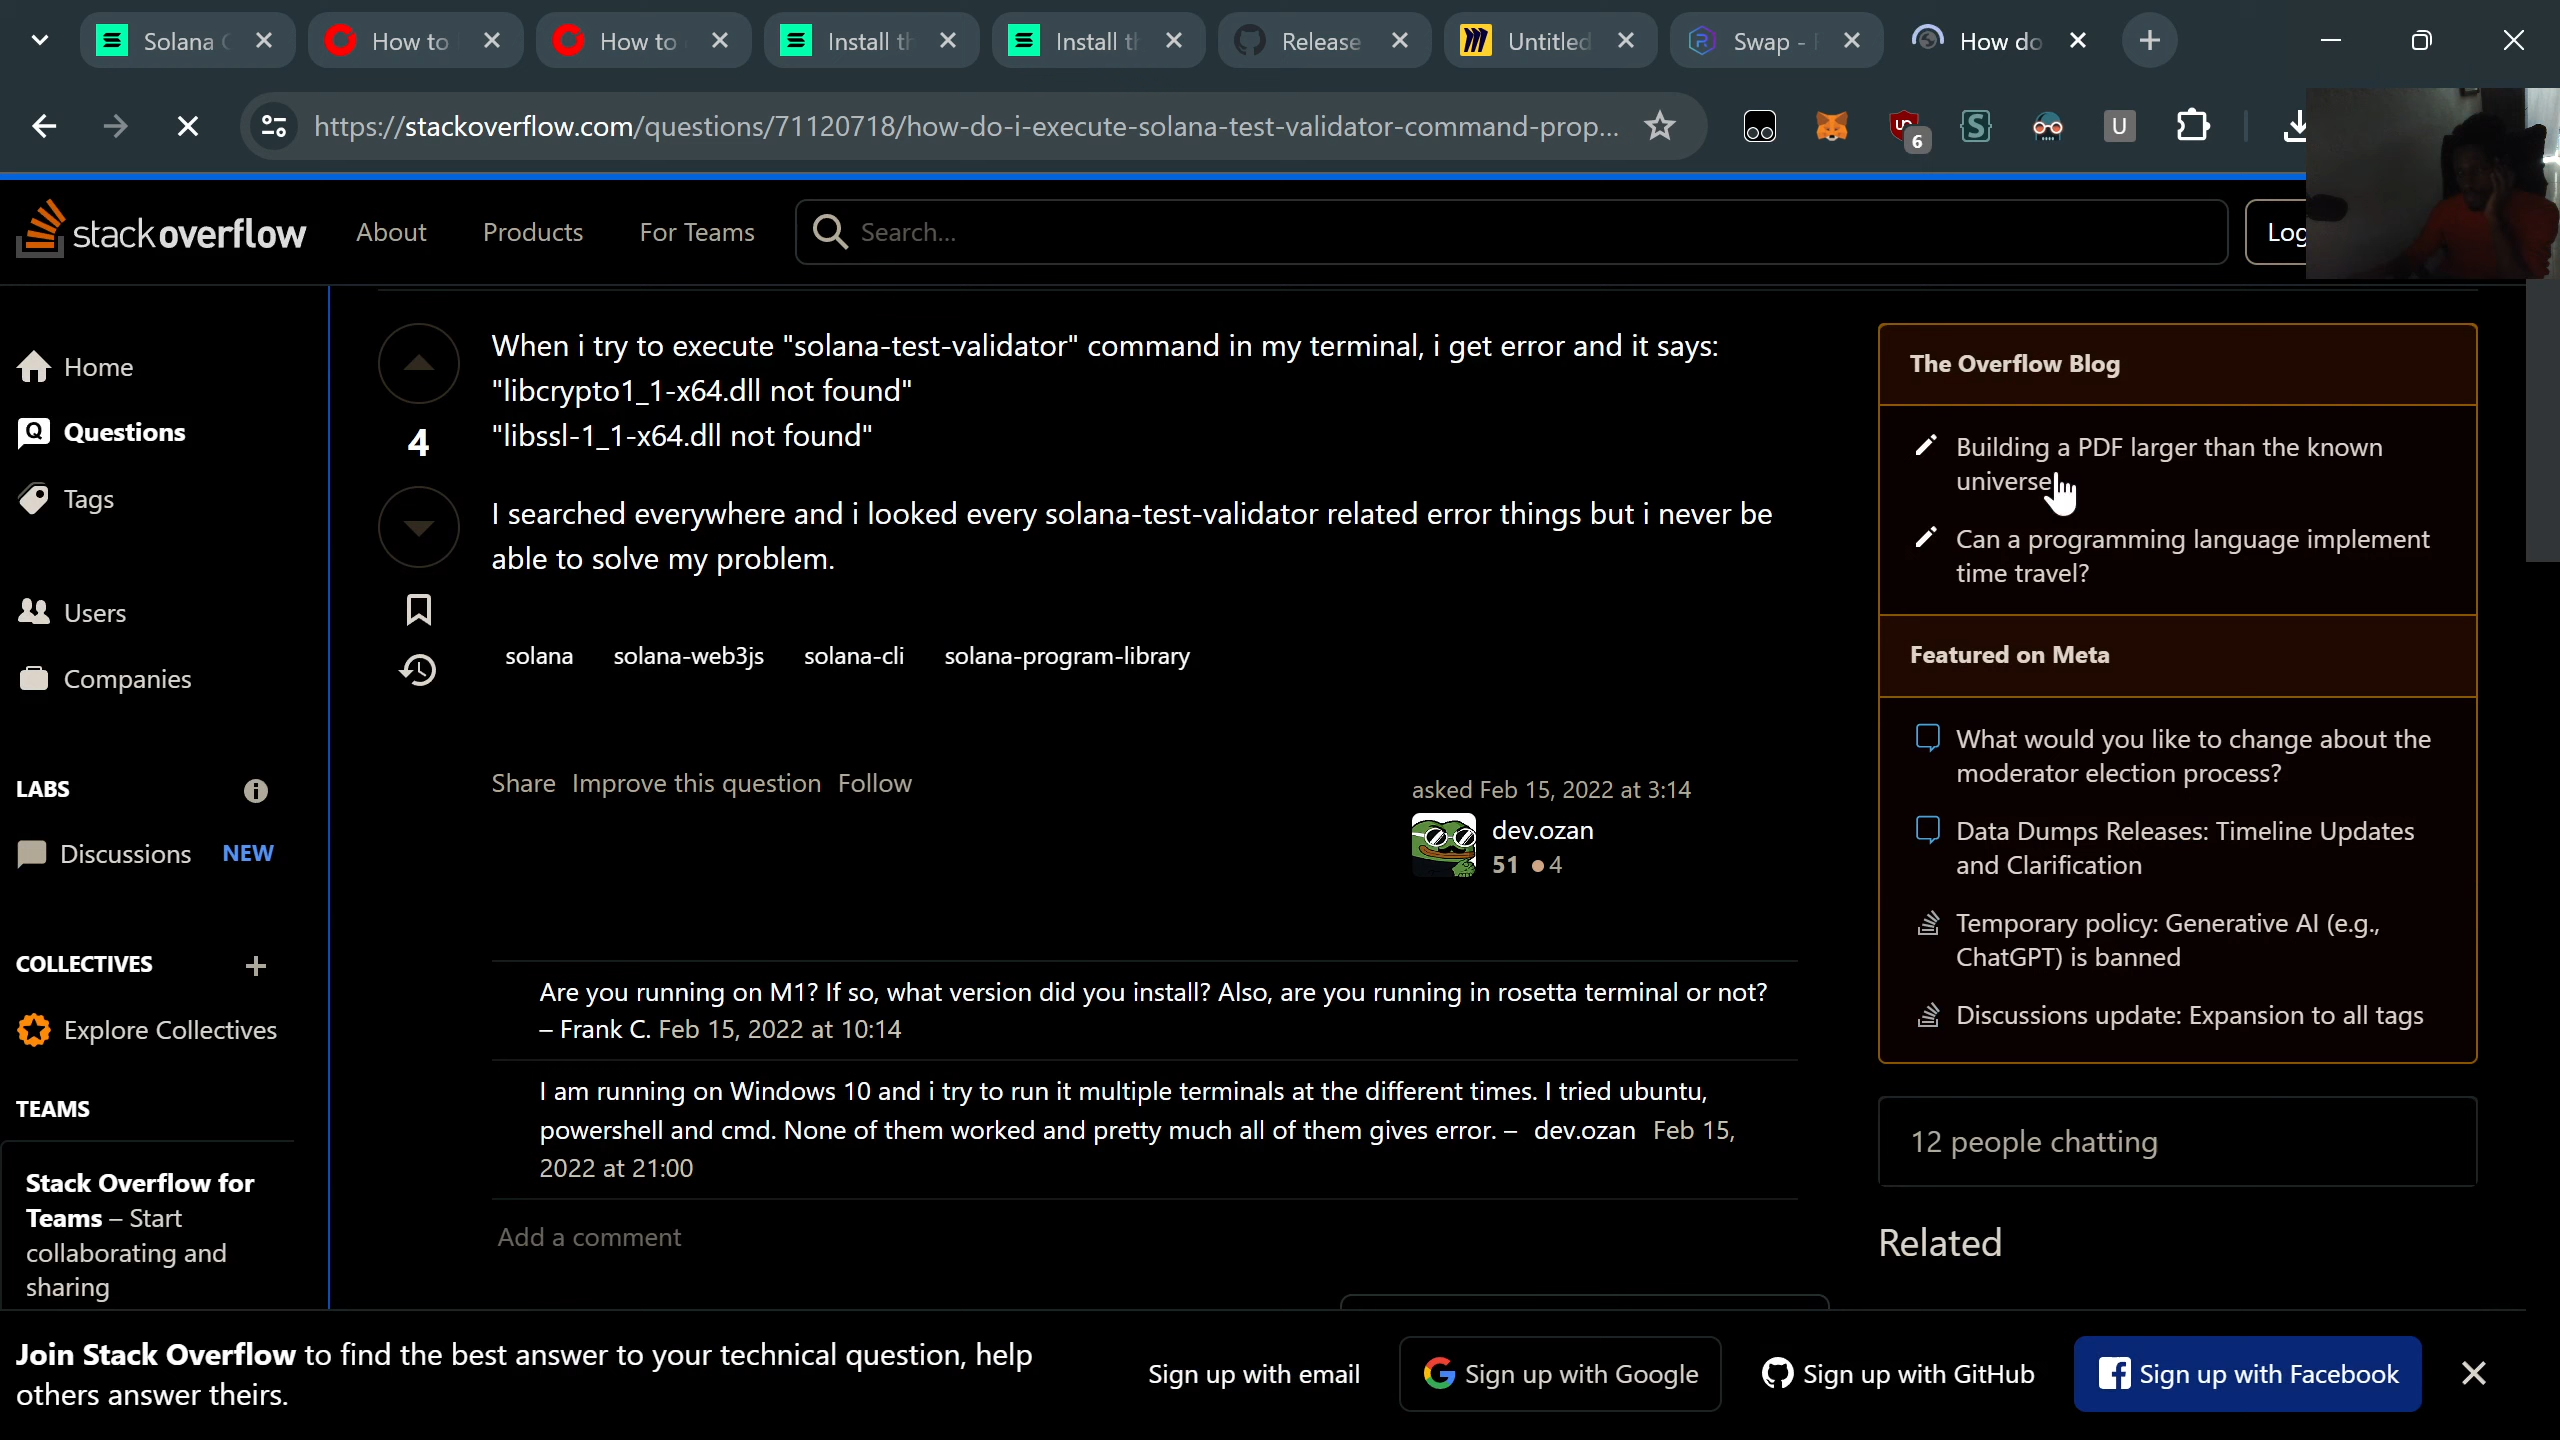 Solana
How to
How to
Install th
Install th
Release
Untitled
Swap -
How do
https://stackoverflow.com/questions/71120718/how-do-i-execute-solana-test-validator-command-prop...
6
U
stackoverflow
About
Products
For Teams
Search...
Log
Home
Questions
Tags
Users
Companies
LABS
Discussions NEW
COLLECTIVES
Explore Collectives
TEAMS
Stack Overflow for
Teams – Start
collaborating and
sharing
When i try to execute "solana-test-validator" command in my terminal, i get error and it says:
"libcrypto1_1-x64.dll not found"
4
"libssl-1_1-x64.dll not found"
I searched everywhere and i looked every solana-test-validator related error things but i never be
able to solve my problem.
solana solana-web3js solana-cli solana-program-library
Share Improve this question Follow
asked Feb 15, 2022 at 3:14
dev.ozan
51 4
Are you running on M1? If so, what version did you install? Also, are you running in rosetta terminal or not?
– Frank C. Feb 15, 2022 at 10:14
I am running on Windows 10 and i try to run it multiple terminals at the different times. I tried ubuntu,
powershell and cmd. None of them worked and pretty much all of them gives error. – dev.ozan Feb 15,
2022 at 21:00
Add a comment
The Overflow Blog
Building a PDF larger than the known
universe
Can a programming language implement
time travel?
Featured on Meta
What would you like to change about the
moderator election process?
Data Dumps Releases: Timeline Updates
and Clarification
Temporary policy: Generative AI (e.g.,
ChatGPT) is banned
Discussions update: Expansion to all tags
12 people chatting
Related
Join Stack Overflow to find the best answer to your technical question, help
others answer theirs.
Sign up with email
Sign up with Google
Sign up with GitHub
Sign up with Facebook